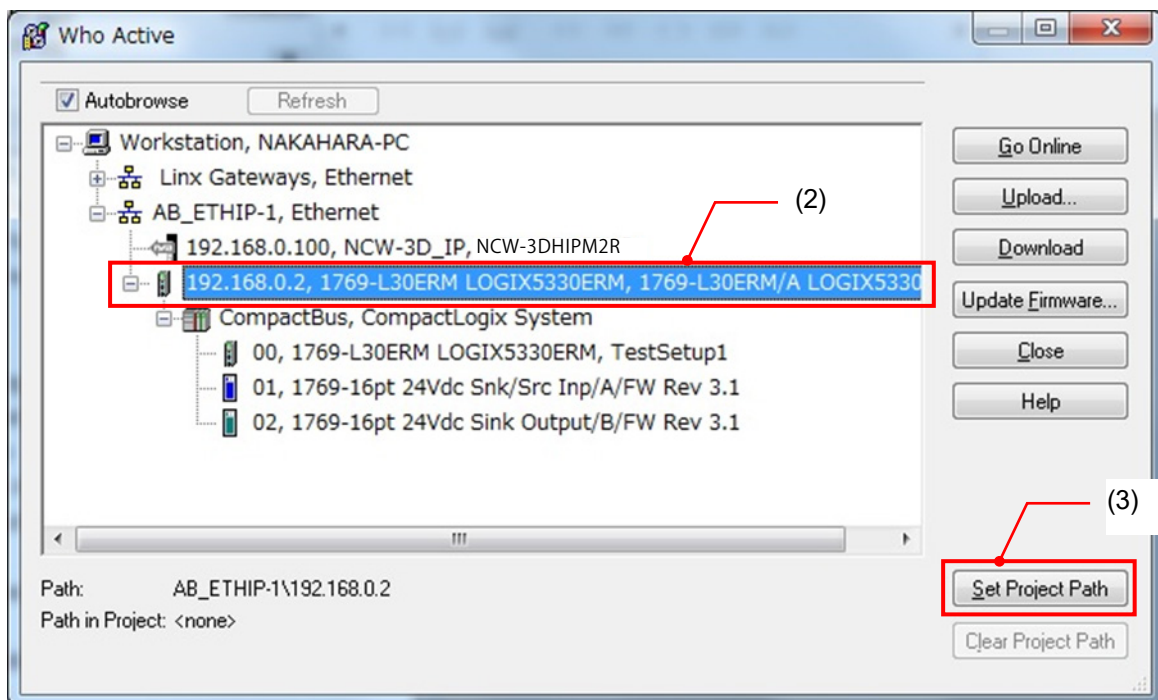 Who Active
Autobrowse
Refresh
Workstation, NAKAHARA-PC
Linx Gateways, Ethernet
AB_ETHIP-1, Ethernet
192.168.0.100, NCW-3D_IP, NCW-3DHIPM2R
192.168.0.2, 1769-L30ERM LOGIX5330ERM, 1769-L30ERM/A LOGIX5330
CompactBus, CompactLogix System
00, 1769-L30ERM LOGIX5330ERM, TestSetup1
01, 1769-16pt 24Vdc Snk/Src Inp/A/FW Rev 3.1
02, 1769-16pt 24Vdc Sink Output/B/FW Rev 3.1
(2)
Go Online
Upload...
Download
Update Firmware...
Close
Help
(3)
Set Project Path
Clear Project Path
Path: AB_ETHIP-1\192.168.0.2
Path in Project: <none>